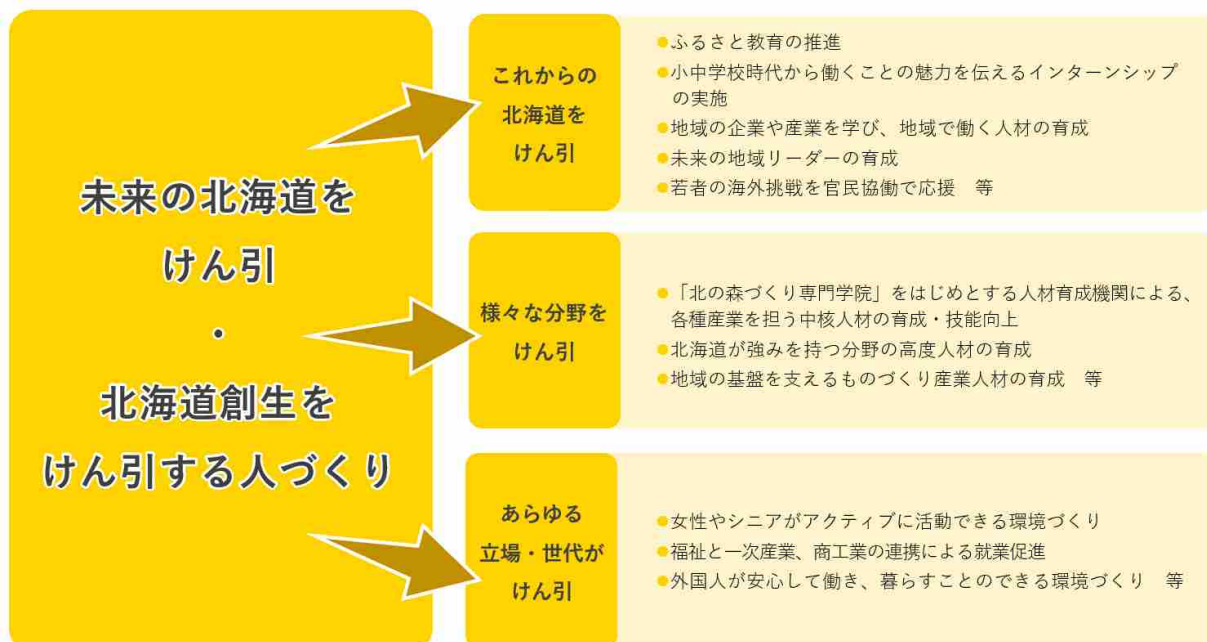 未来の北海道を
けん引
・
北海道創生を
けん引する人づくり
これからの
北海道を
けん引
●ふるさと教育の推進
●小中学校時代から働くことの魅力を伝えるインターンシップ
の実施
●地域の企業や産業を学び、地域で働く人材の育成
●未来の地域リーダーの育成
●若者の海外挑戦を官民協働で応援　等
様々な分野を
けん引
●「北の森づくり専門学院」をはじめとする人材育成機関による、
各種産業を担う中核人材の育成・技能向上
●北海道が強みを持つ分野の高度人材の育成
●地域の基盤を支えるものづくり産業人材の育成　等
あらゆる
立場・世代が
けん引
●女性やシニアがアクティブに活動できる環境づくり
●福祉と一次産業、商工業の連携による就業促進
●外国人が安心して働き、暮らすことのできる環境づくり　等